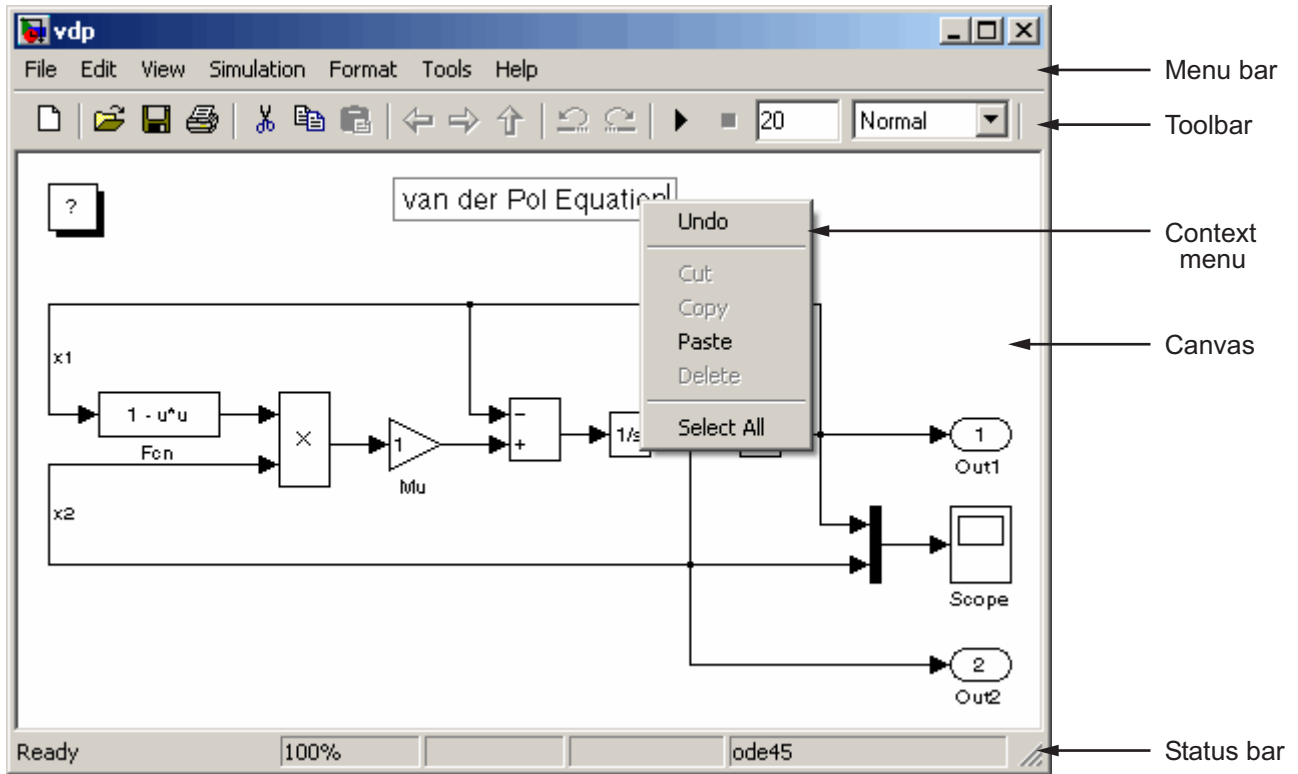 vdp
File Edit View Simulation Format Tools Help
Menu bar
20 Normal
Toolbar
?
van der Pol Equation
Undo
Context
menu
Cut
Copy
Paste
Canvas
Delete
Select All
x1
1 - u*u
Fcn
×
1
Mu
−
+
1/s
1
Out1
x2
Scope
2
Out2
Ready 100% ode45
Status bar